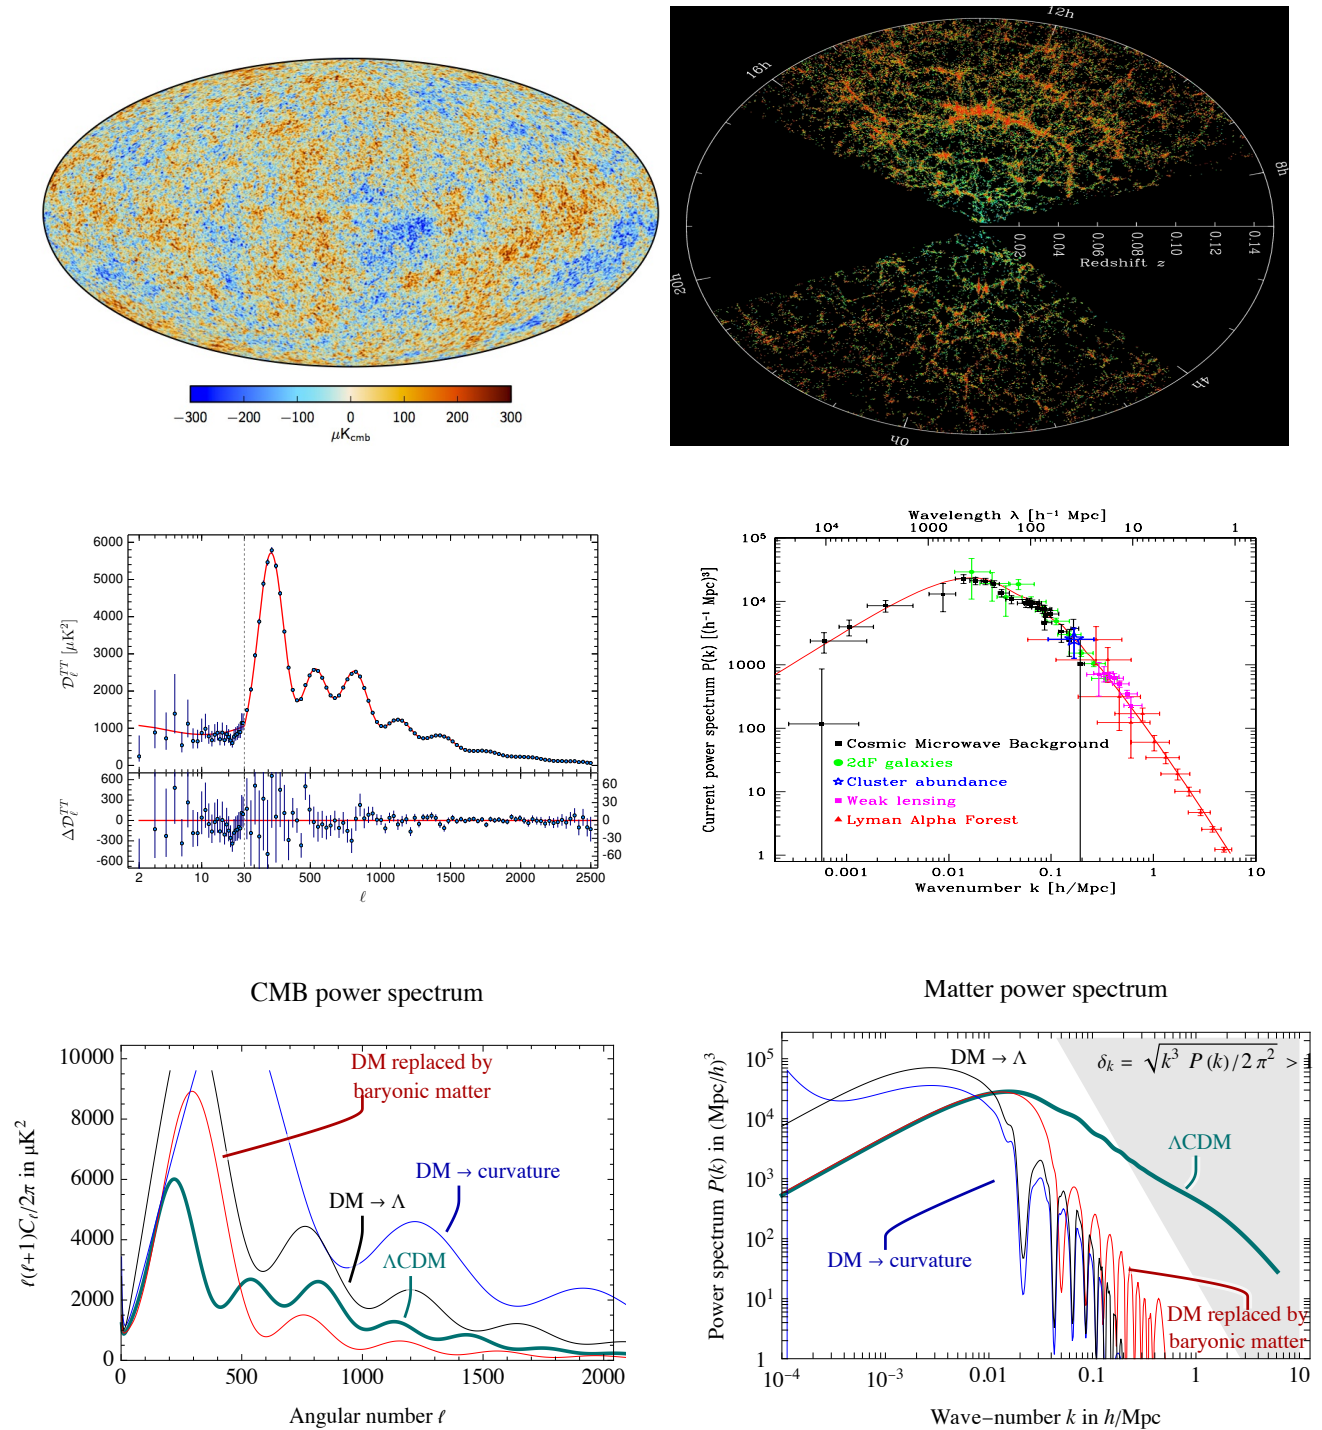 12h
16h
8h
20h
4h
0h
0.02
0.04
0.06
0.08
0.10
0.12
0.14
Redshift z
−300 −200 −100 0 100 200 300
μK_cmb
6000
5000
4000
3000
2000
1000
0
D_ℓ^TT [μK²]
600
300
0
-300
-600
60
30
0
-30
-60
ΔD_ℓ^TT
2 10 30 500 1000 1500 2000 2500
ℓ
Wavelength λ [h⁻¹ Mpc]
10⁴ 1000 100 10 1
Current power spectrum P(k) [(h⁻¹ Mpc)³]
10⁵
10⁴
1000
100
10
1
Cosmic Microwave Background
2dF galaxies
Cluster abundance
Weak lensing
Lyman Alpha Forest
0.001 0.01 0.1 1 10
Wavenumber k [h/Mpc]
CMB power spectrum
10000
8000
6000
4000
2000
0
ℓ(ℓ+1)C_ℓ/2π in μK²
DM replaced by
baryonic matter
DM → curvature
DM → Λ
ΛCDM
0 500 1000 1500 2000
Angular number ℓ
Matter power spectrum
10⁵
10⁴
10³
10²
10¹
1
Power spectrum P(k) in (Mpc/h)³
DM → Λ
δ_k = √k³ P(k)/2π² > 1
ΛCDM
DM → curvature
DM replaced by
baryonic matter
10⁻⁴ 10⁻³ 0.01 0.1 1 10
Wave−number k in h/Mpc